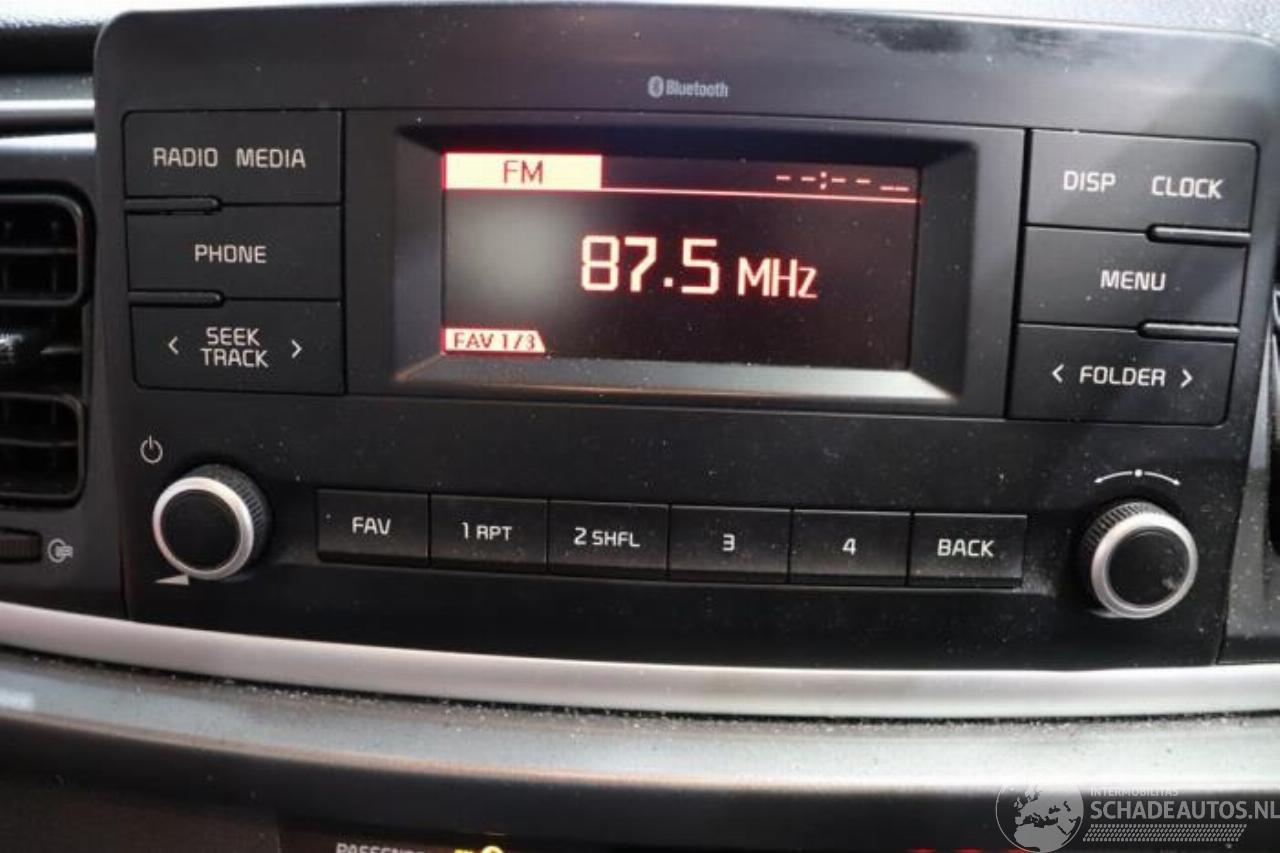 Bluetooth
RADIO MEDIA
FM
--:-- --
DISP CLOCK
PHONE
87.5 MHz
MENU
< SEEK TRACK >
FAV 1/3
< FOLDER >
FAV
1 RPT
2 SHFL
3
4
BACK
INTERMOBILITAS
SCHADEAUTOS.NL